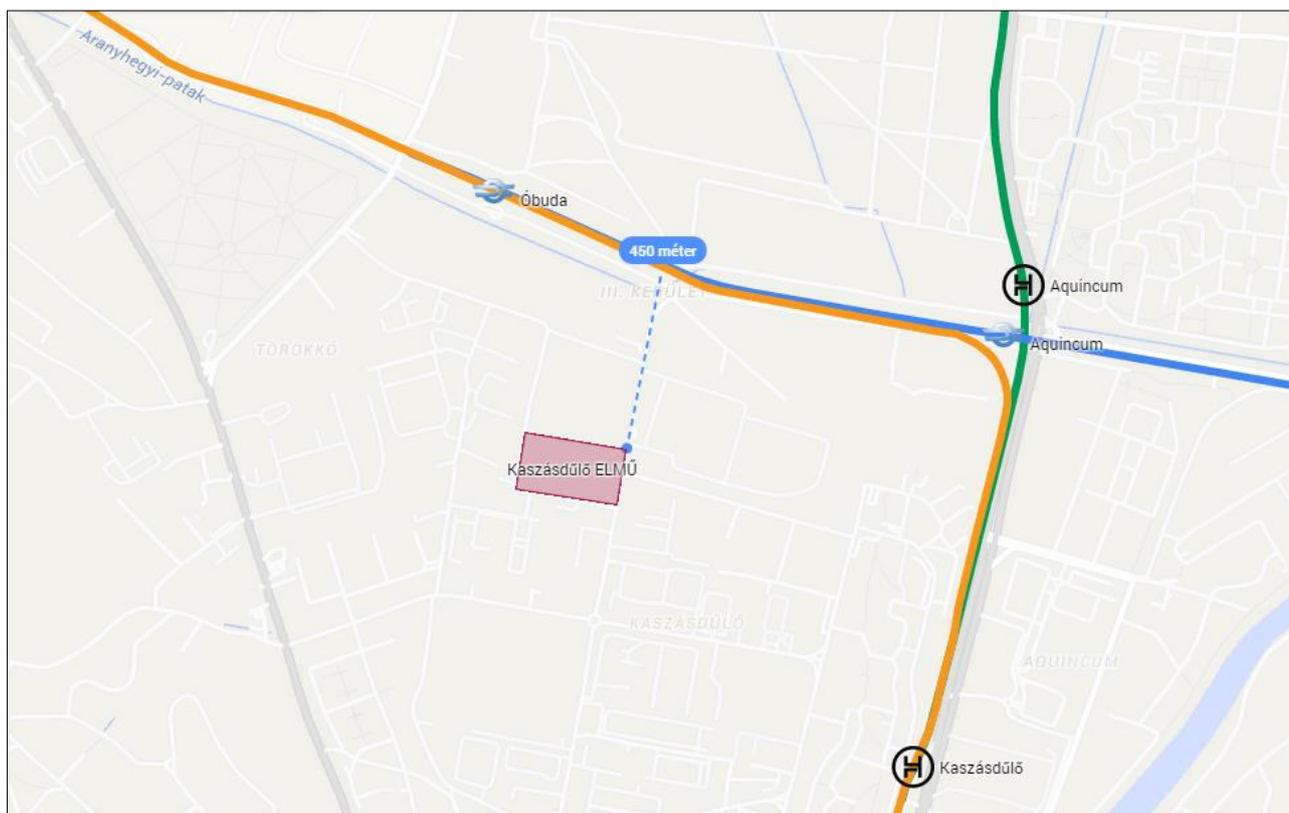 Aranyhegyi-patak
Óbuda
450 méter
III. KERÜLET
Aquincum
Aquincum
TÖRÖKKŐ
Kaszásdűlő ELMŰ
KASZÁSDŰLŐ
AQUINCUM
Kaszásdűlő